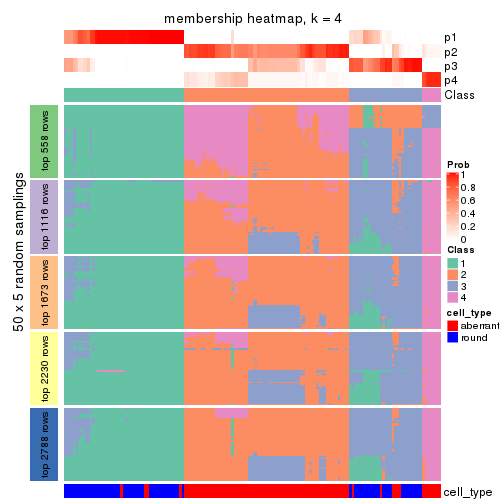 membership heatmap, k = 4
p1
p2
p3
p4
Class
50 x 5 random samplings
top 558 rows
top 1116 rows
top 1673 rows
top 2230 rows
top 2788 rows
cell_type
Prob
1
0.8
0.6
0.4
0.2
0
Class
1
2
3
4
cell_type
aberrant
round